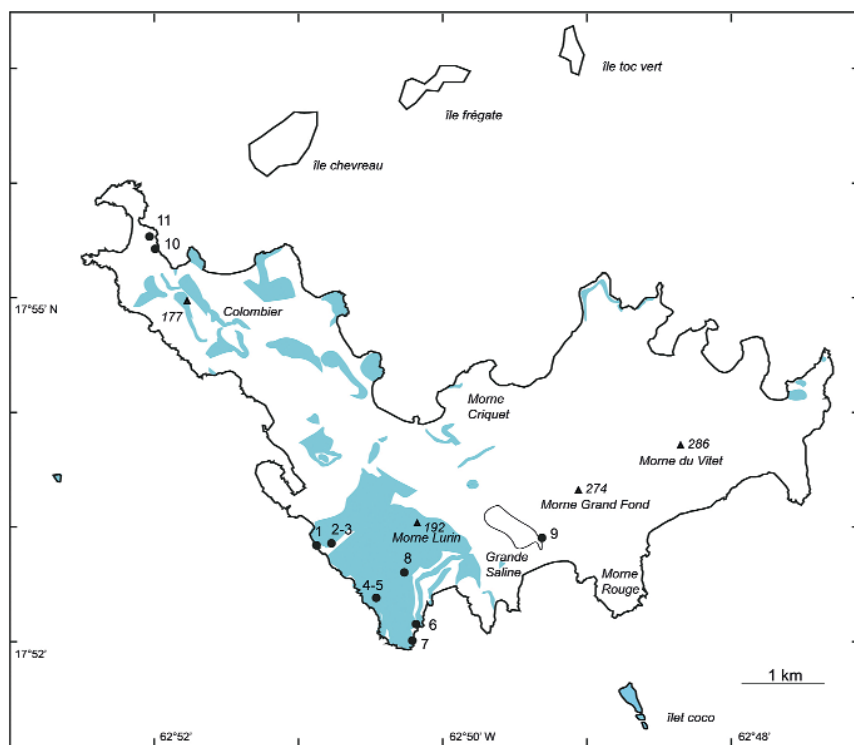 île toc vert
île frégate
île chevreau
11
10
17°55' N
177
Colombier
Morne
Criquet
286
Morne du Vitet
274
Morne Grand Fond
1
2-3
192
Morne Lurin
9
Grande
Saline
8
Morne
Rouge
4-5
6
7
17°52'
1 km
îlet coco
62°52'
62°50' W
62°48'